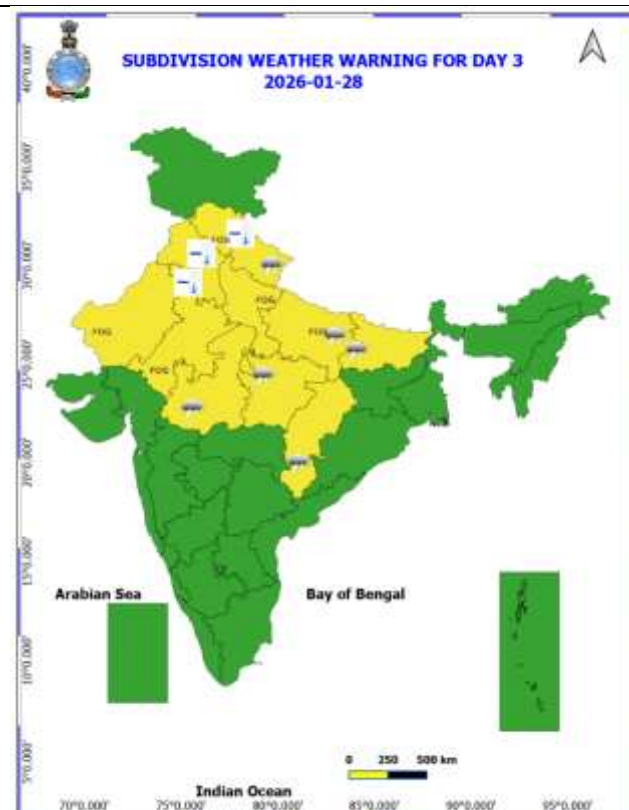 SUBDIVISION WEATHER WARNING FOR DAY 3
2026-01-28
40°0.000'
35°0.000'
30°0.000'
25°0.000'
20°0.000'
15°0.000'
10°0.000'
5°0.000'
FOG
FOG
FOG
FOG
FOG
Arabian Sea
Bay of Bengal
0 250 500 km
Indian Ocean
70°0.000' 75°0.000' 80°0.000' 85°0.000' 90°0.000' 95°0.000'